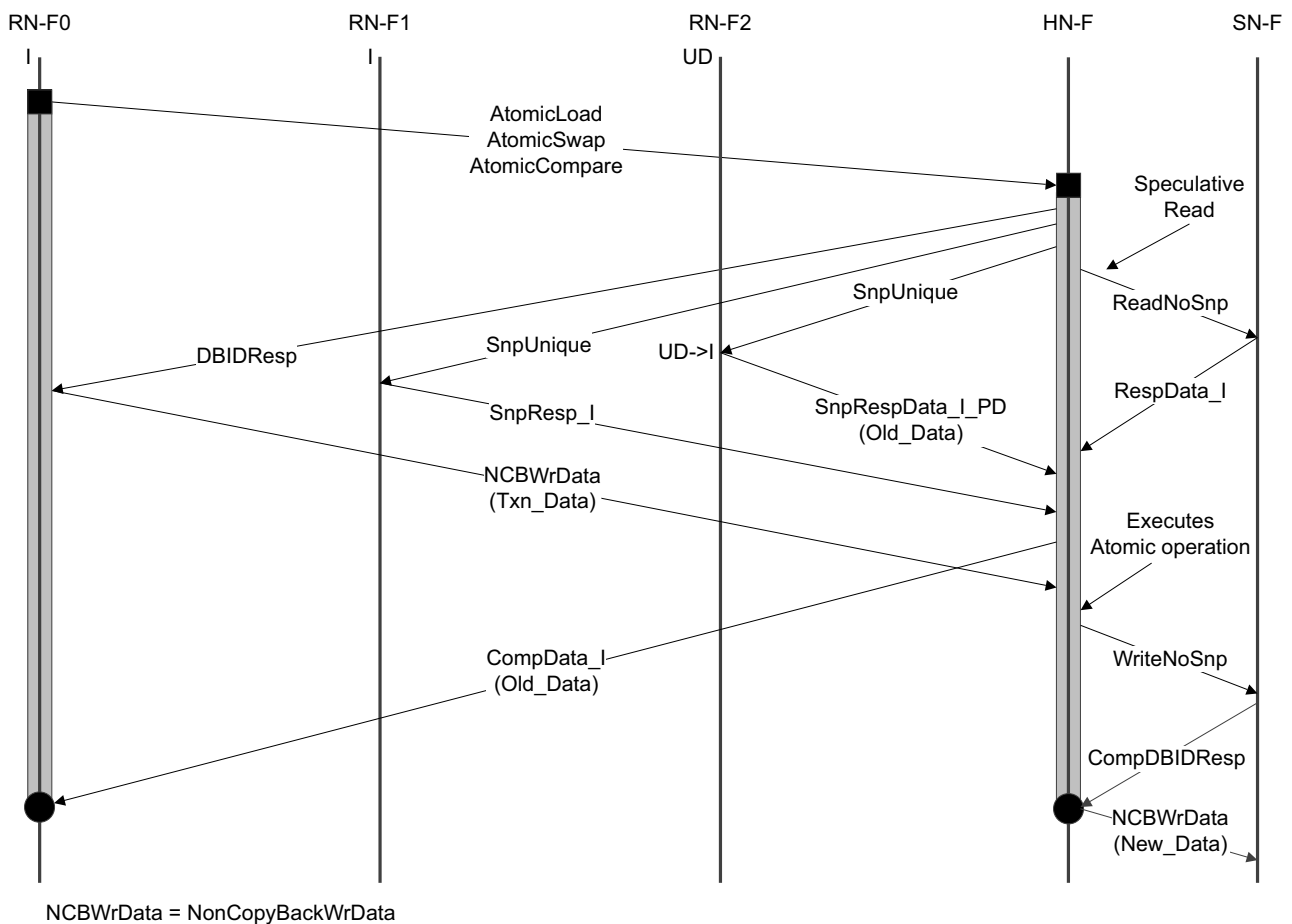 RN-F0
RN-F1
RN-F2
HN-F
SN-F
I
I
UD
AtomicLoad
AtomicSwap
AtomicCompare
Speculative
Read
SnpUnique
ReadNoSnp
DBIDResp
SnpUnique
UD->I
SnpResp_I
SnpRespData_I_PD
(Old_Data)
RespData_I
NCBWrData
(Txn_Data)
Executes
Atomic operation
CompData_I
(Old_Data)
WriteNoSnp
CompDBIDResp
NCBWrData
(New_Data)
NCBWrData = NonCopyBackWrData